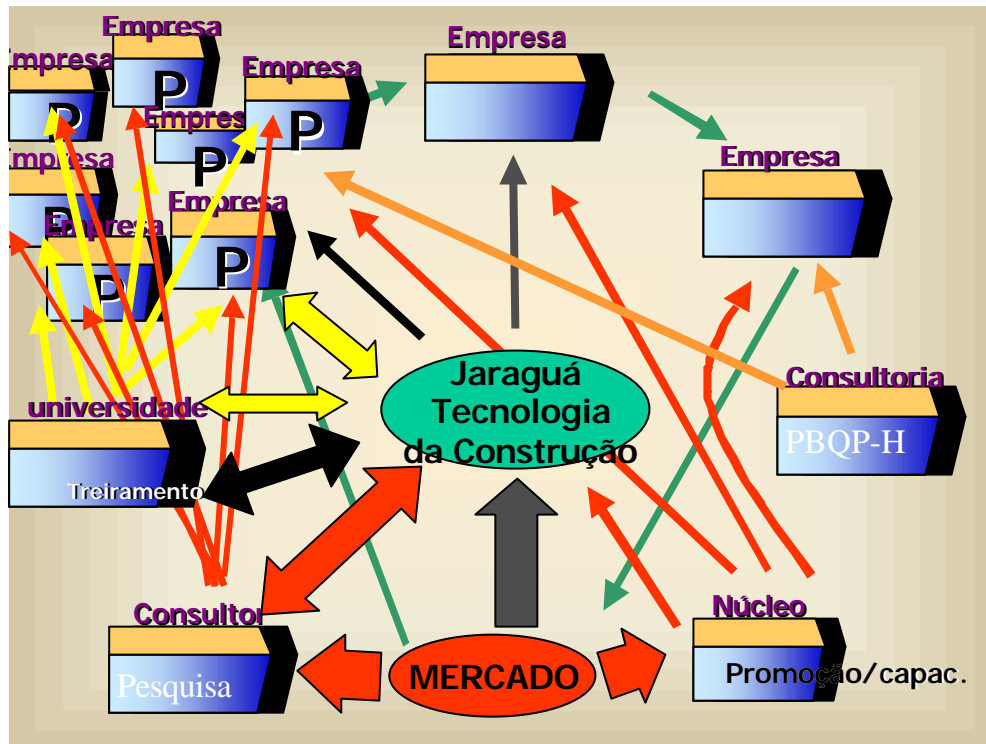 Empresa
P
Empresa
P
Empresa
P
Empresa
P
Empresa
P
Empresa
P
Empresa
P
Empresa
P
Empresa
Empresa
Jaraguá
Tecnologia
da Construção
Consultoria
PBQP-H
universidade
Treiramento
Consultor
Pesquisa
MERCADO
Núcleo
Promoção/capac.